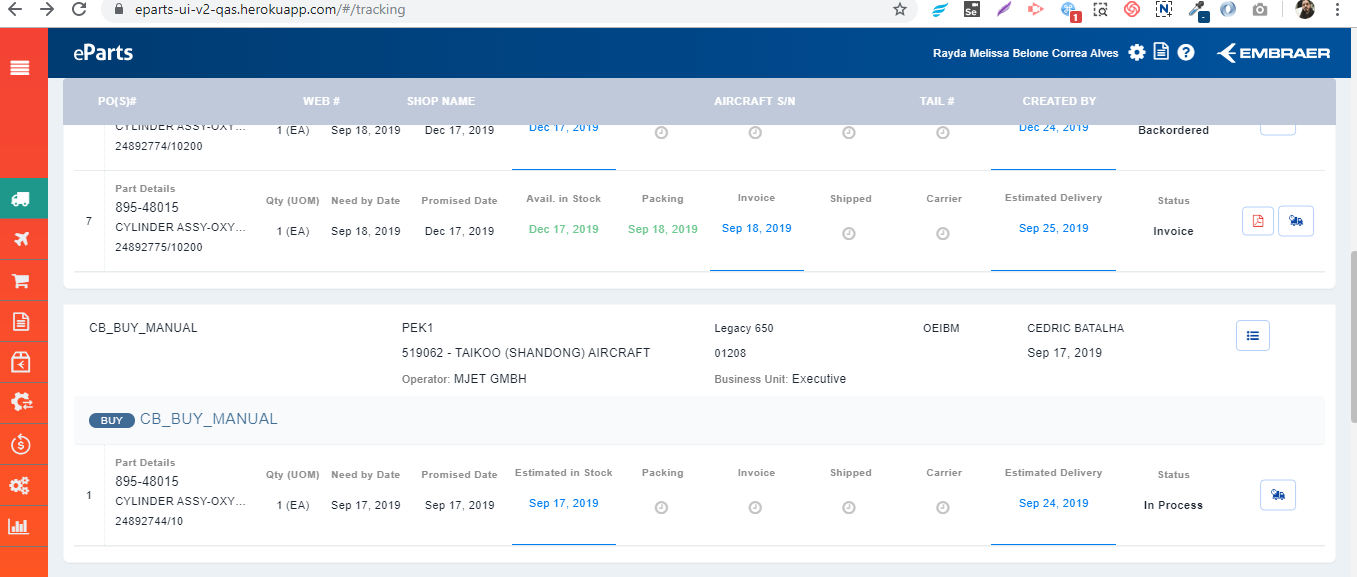 eparts-ui-v2-qas.herokuapp.com/#/tracking
Se
1
N
eParts
Rayda Melissa Belone Correa Alves
EMBRAER
PO(S)# WEB # SHOP NAME AIRCRAFT S/N TAIL # CREATED BY
CYLINDER ASSY-OXY... 1 (EA) Sep 18, 2019 Dec 17, 2019 Dec 17, 2019 Dec 24, 2019 Backordered
24892774/10200
7
Part Details Qty (UOM) Need by Date Promised Date Avail. in Stock Packing Invoice Shipped Carrier Estimated Delivery Status
895-48015
CYLINDER ASSY-OXY... 1 (EA) Sep 18, 2019 Dec 17, 2019 Dec 17, 2019 Sep 18, 2019 Sep 18, 2019 Sep 25, 2019 Invoice
24892775/10200
CB_BUY_MANUAL PEK1 Legacy 650 OEIBM CEDRIC BATALHA
519062 - TAIKOO (SHANDONG) AIRCRAFT 01208 Sep 17, 2019
Operator: MJET GMBH Business Unit: Executive
BUY CB_BUY_MANUAL
1
Part Details Qty (UOM) Need by Date Promised Date Estimated in Stock Packing Invoice Shipped Carrier Estimated Delivery Status
895-48015
CYLINDER ASSY-OXY... 1 (EA) Sep 17, 2019 Sep 17, 2019 Sep 17, 2019 Sep 24, 2019 In Process
24892744/10